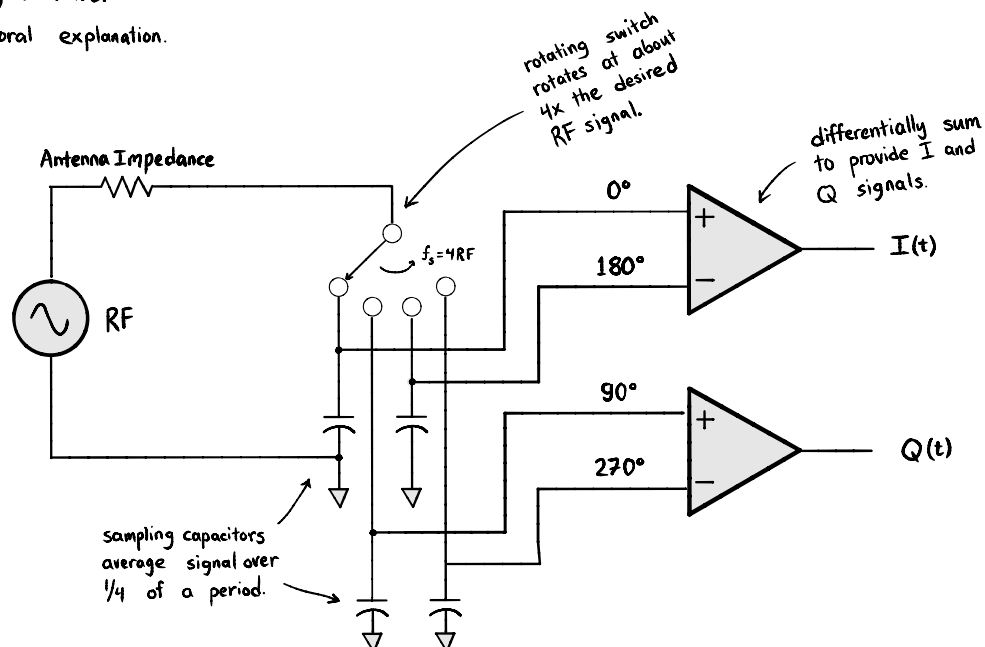 explanation.
rotating switch
rotates at about
4x the desired
RF signal.
differentially sum
to provide I and
Q signals.
Antenna Impedance
fs=4RF
RF
0°
180°
+
−
I(t)
90°
270°
+
−
Q(t)
sampling capacitors
average signal over
1/4 of a period.